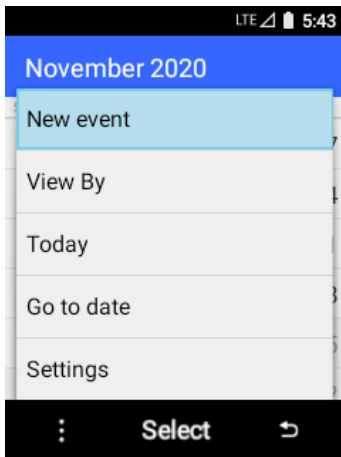 LTE 5:43
November 2020
New event
View By
Today
Go to date
Settings
Select